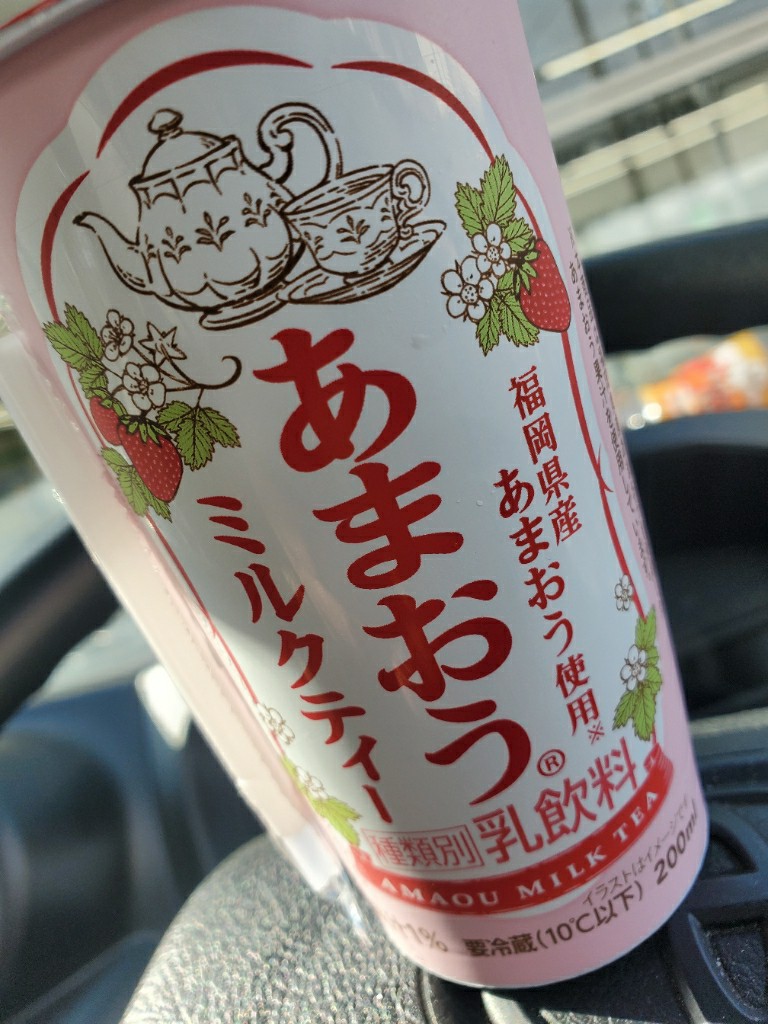 福岡県産
あまおう使用※
あまおう®
ミルクティー
種類別 乳飲料
AMAOU MILK TEA
イラストはイメージです
1%
要冷蔵(10℃以下) 200ml